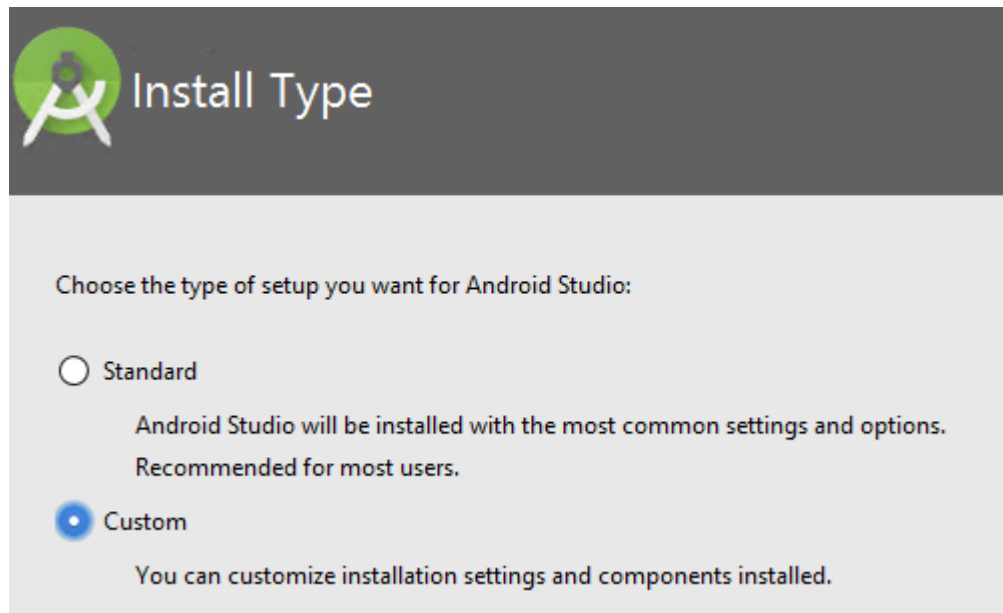 Install Type
Choose the type of setup you want for Android Studio:
Standard
Android Studio will be installed with the most common settings and options.
Recommended for most users.
Custom
You can customize installation settings and components installed.